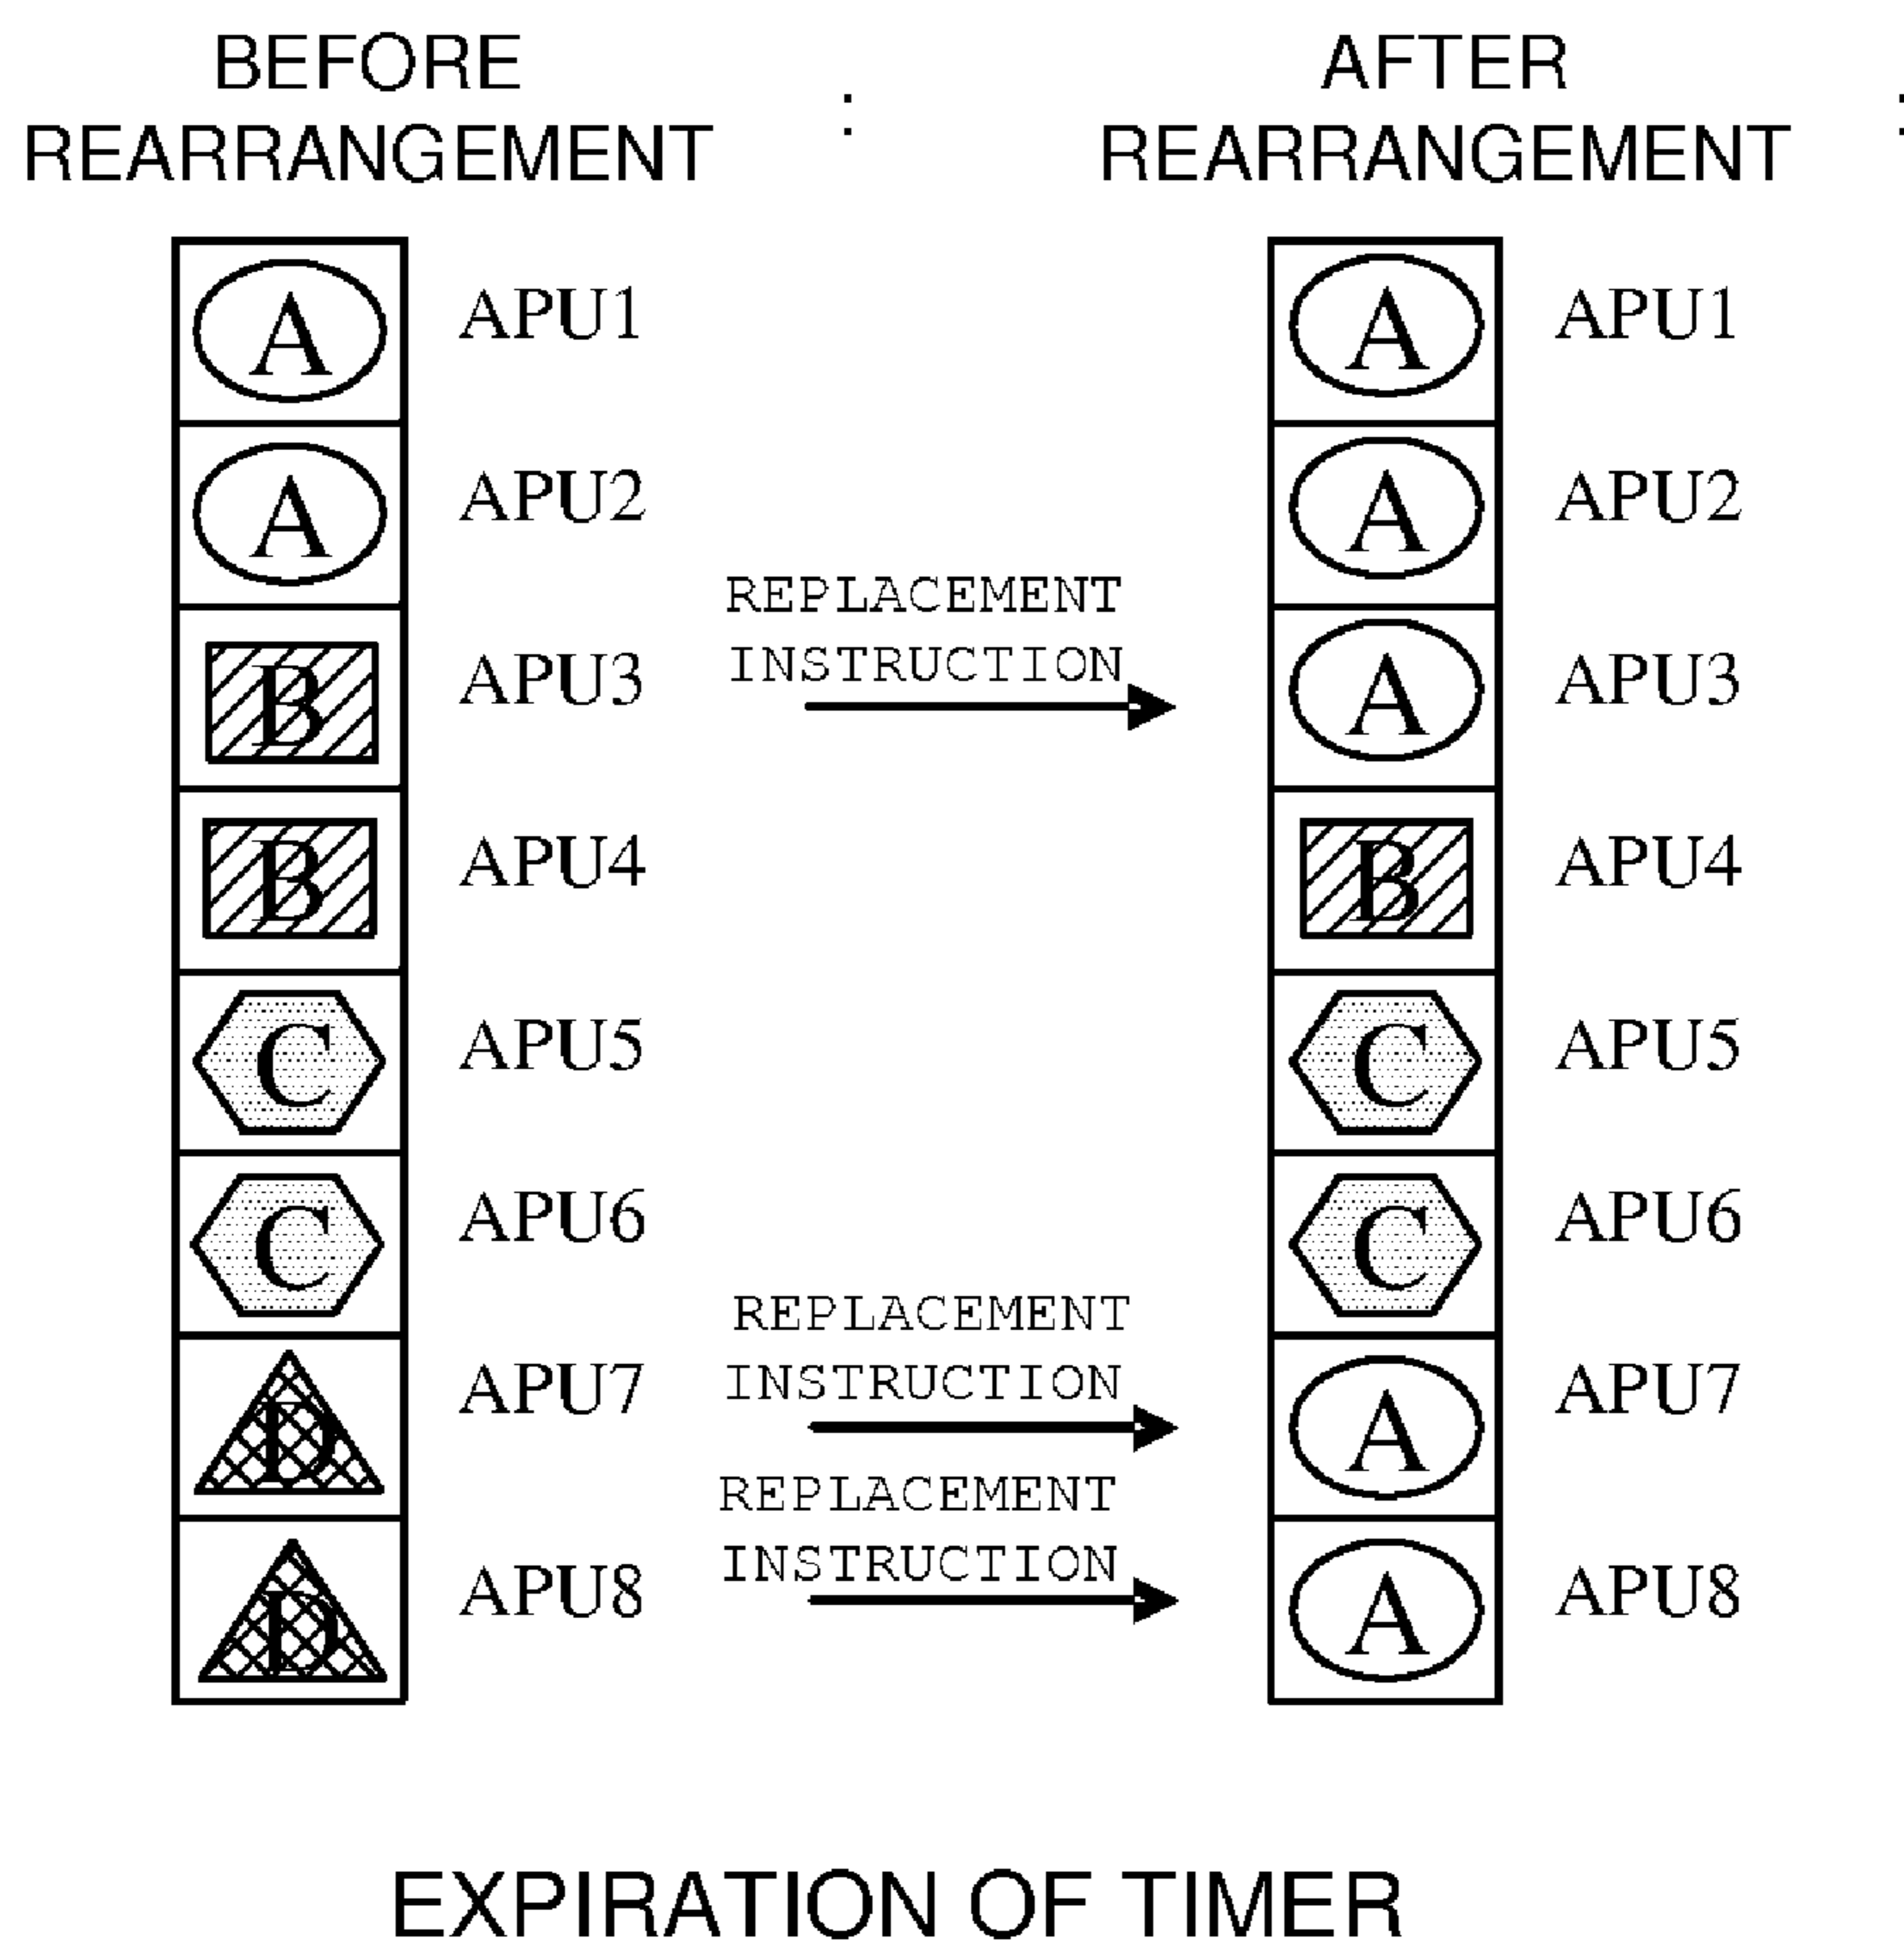 BEFORE
REARRANGEMENT :
AFTER
REARRANGEMENT :
A APU1
A APU2
B APU3
B APU4
C APU5
C APU6
D APU7
D APU8
REPLACEMENT
INSTRUCTION
REPLACEMENT
INSTRUCTION
REPLACEMENT
INSTRUCTION
A APU1
A APU2
A APU3
B APU4
C APU5
C APU6
A APU7
A APU8
EXPIRATION OF TIMER